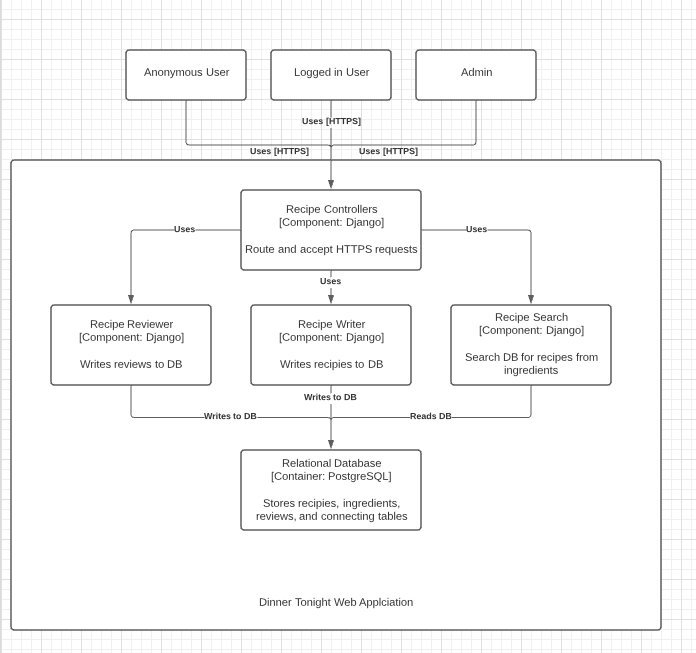 Anonymous User
Logged in User
Admin
Uses [HTTPS]
Uses [HTTPS]
Uses [HTTPS]
Recipe Controllers
[Component: Django]
Route and accept HTTPS requests
Uses
Uses
Uses
Recipe Reviewer
[Component: Django]
Writes reviews to DB
Recipe Writer
[Component: Django]
Writes recipies to DB
Recipe Search
[Component: Django]
Search DB for recipes from
ingredients
Writes to DB
Writes to DB
Reads DB
Relational Database
[Container: PostgreSQL]
Stores recipies, ingredients,
reviews, and connecting tables
Dinner Tonight Web Applciation